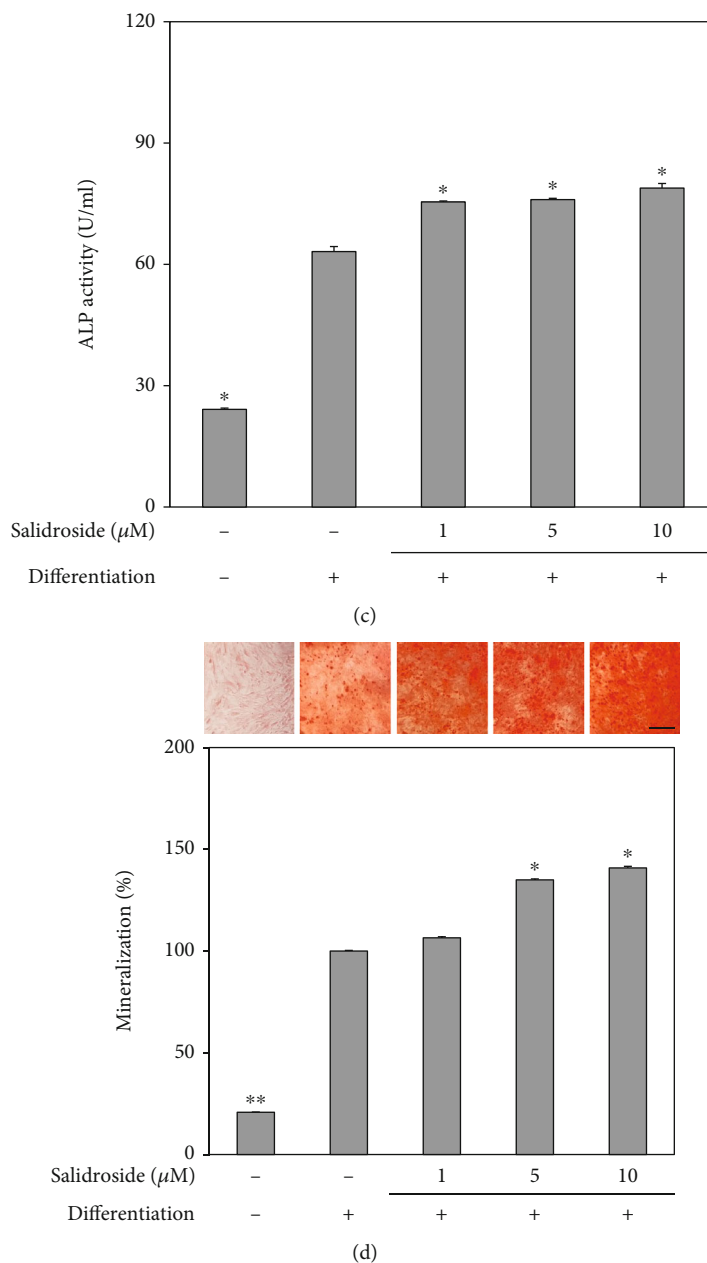 120
90
60
30
0
ALP activity (U/ml)
* * * *
Salidroside (μM) – – 1 5 10
Differentiation – + + + +
(c)
200
150
100
50
0
Mineralization (%)
** * *
Salidroside (μM) – – 1 5 10
Differentiation – + + + +
(d)